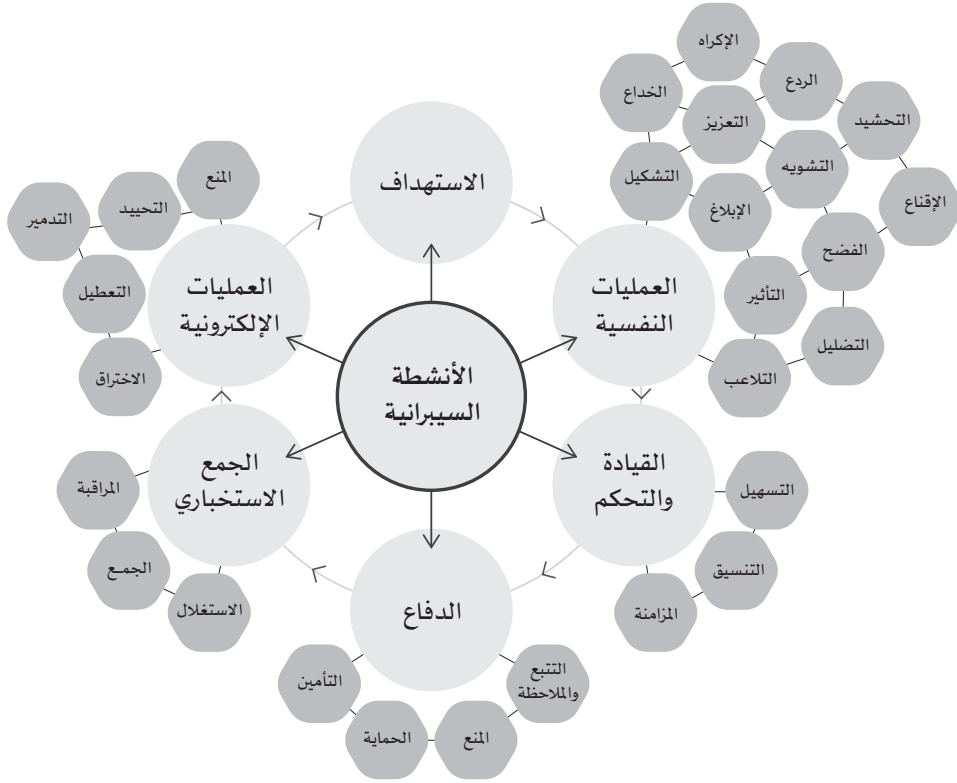 الأنشطة
السيبرانية
الاستهداف
العمليات
النفسية
الإكراه
الردع
الخداع
التعزيز
التحشيد
التشويه
التشكيل
الإقناع
الإبلاغ
الفضح
التأثير
التضليل
التلاعب
القيادة
والتحكم
التسهيل
التنسيق
المزامنة
الدفاع
التتبع
والملاحظة
المنع
الحماية
التأمين
الجمع
الاستخباري
المراقبة
الجمـع
الاستغلال
العمليات
الإلكترونية
المنع
التحييد
التدمير
التعطيل
الاختراق